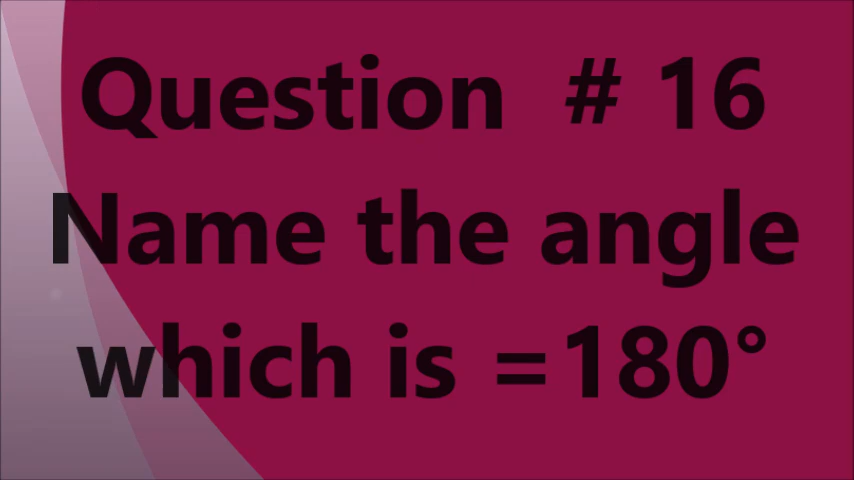 Question # 16
Name the angle
which is =180°